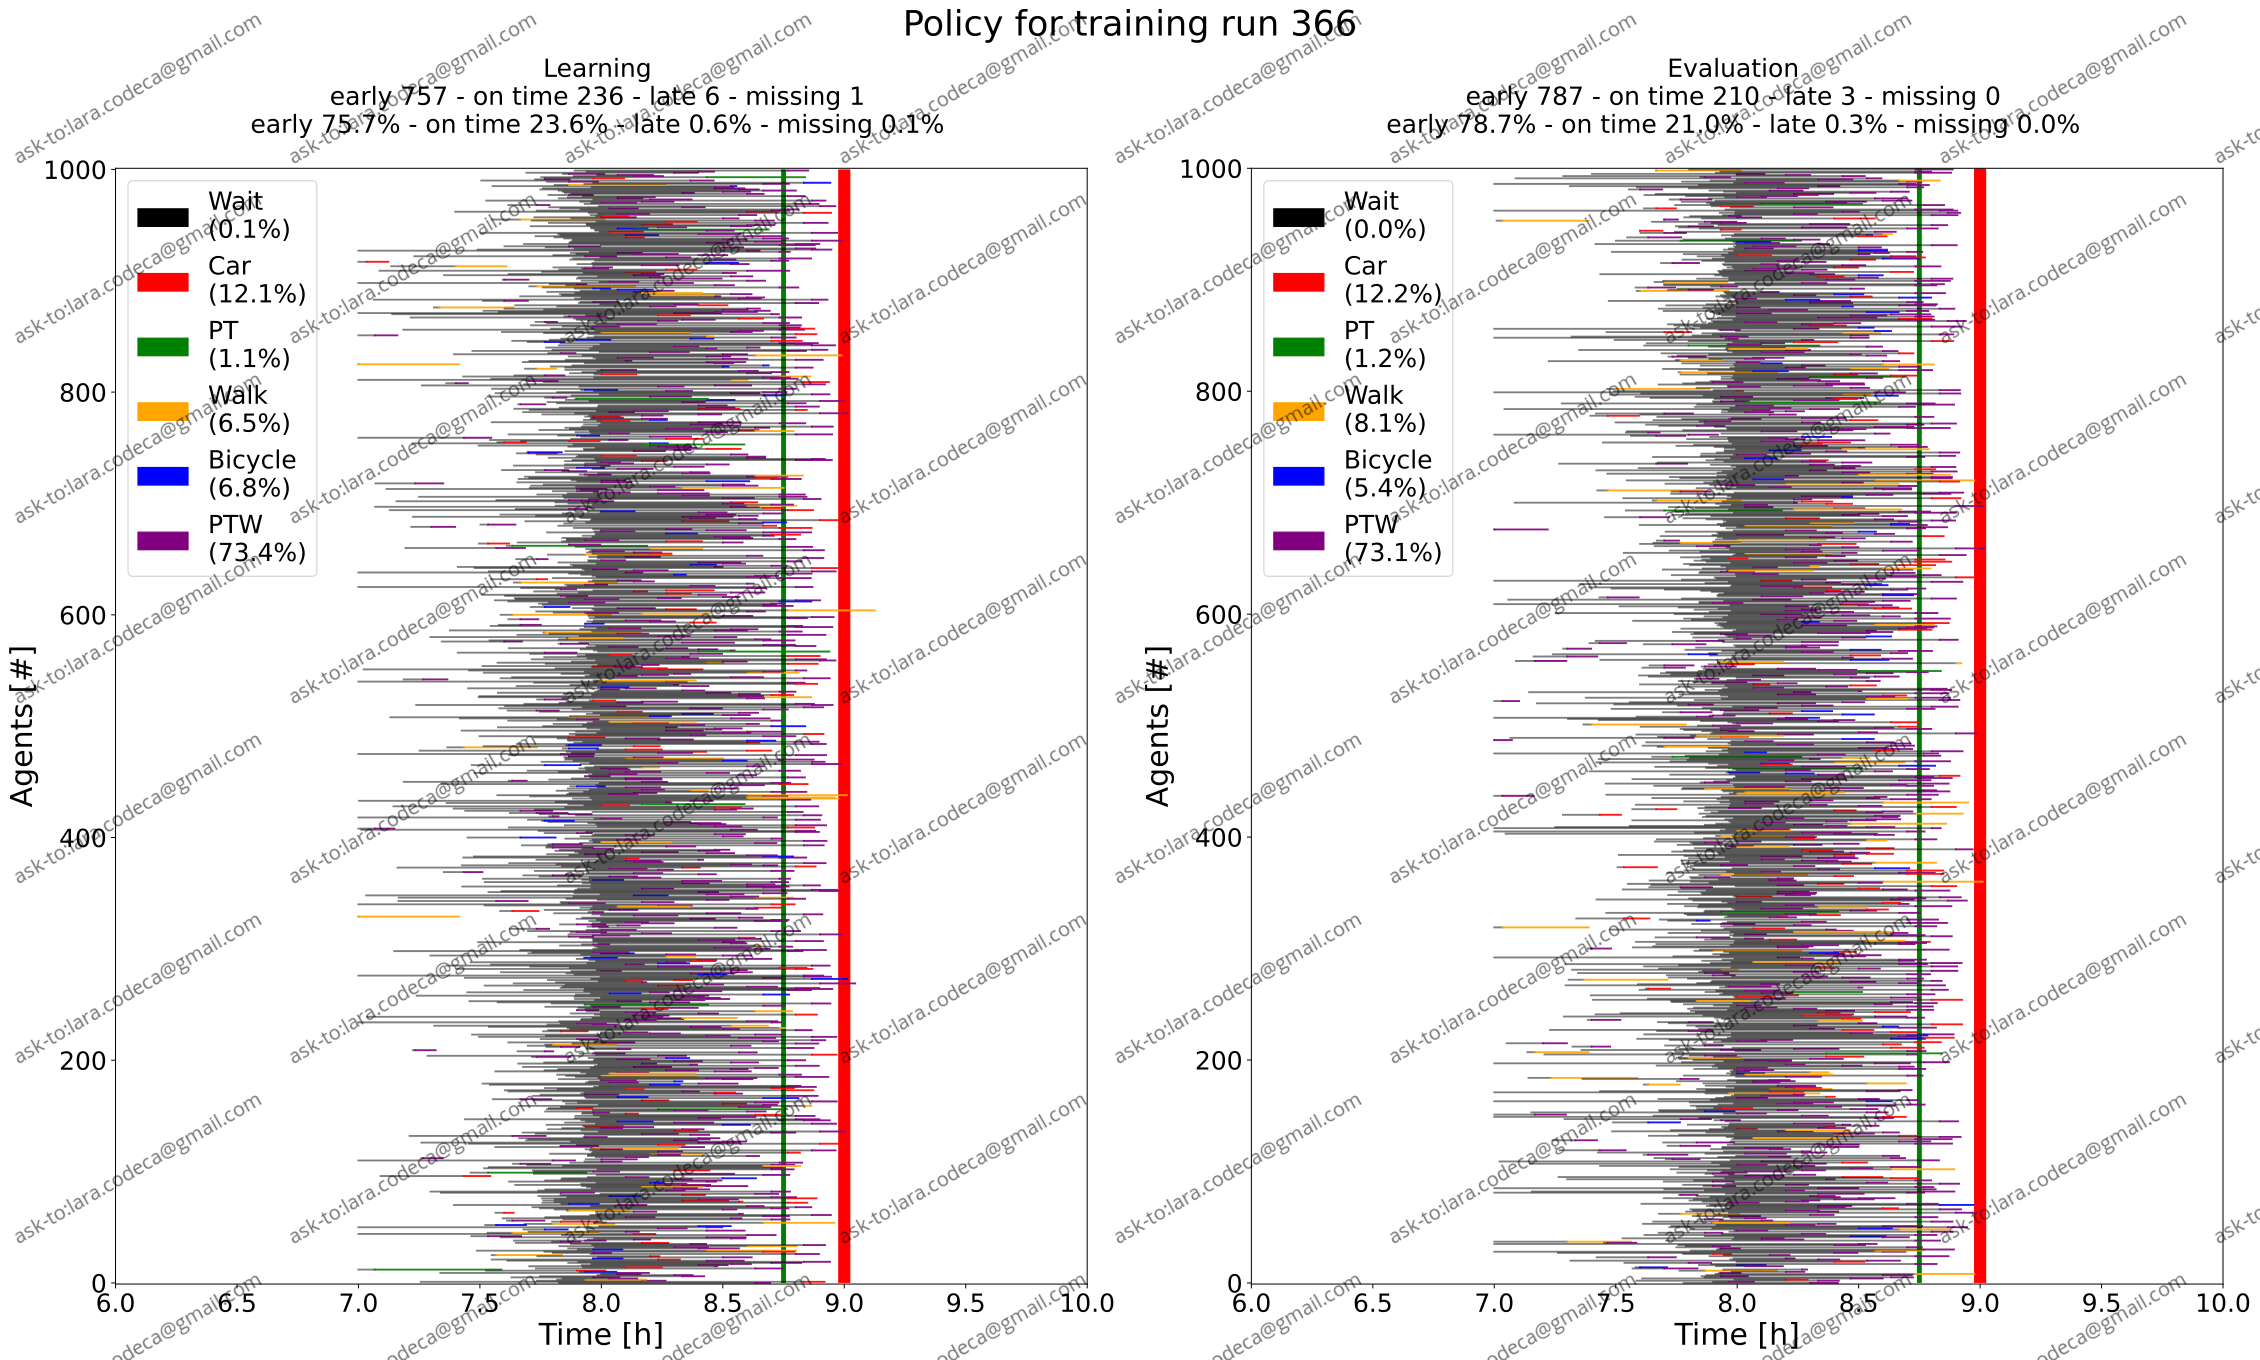 Policy for training run 366
Learning
early 757 - on time 236 - late 6 - missing 1
early 75.7% - on time 23.6% - late 0.6% - missing 0.1%
Wait
(0.1%)
Car
(12.1%)
PT
(1.1%)
Walk
(6.5%)
Bicycle
(6.8%)
PTW
(73.4%)
1000
800
600
400
200
0
Agents [#]
6.0 6.5 7.0 7.5 8.0 8.5 9.0 9.5 10.0
Time [h]
Evaluation
early 787 - on time 210 - late 3 - missing 0
early 78.7% - on time 21.0% - late 0.3% - missing 0.0%
Wait
(0.0%)
Car
(12.2%)
PT
(1.2%)
Walk
(8.1%)
Bicycle
(5.4%)
PTW
(73.1%)
1000
800
600
400
200
0
Agents [#]
6.0 6.5 7.0 7.5 8.0 8.5 9.0 9.5 10.0
Time [h]
ask-to:lara.codeca@gmail.com